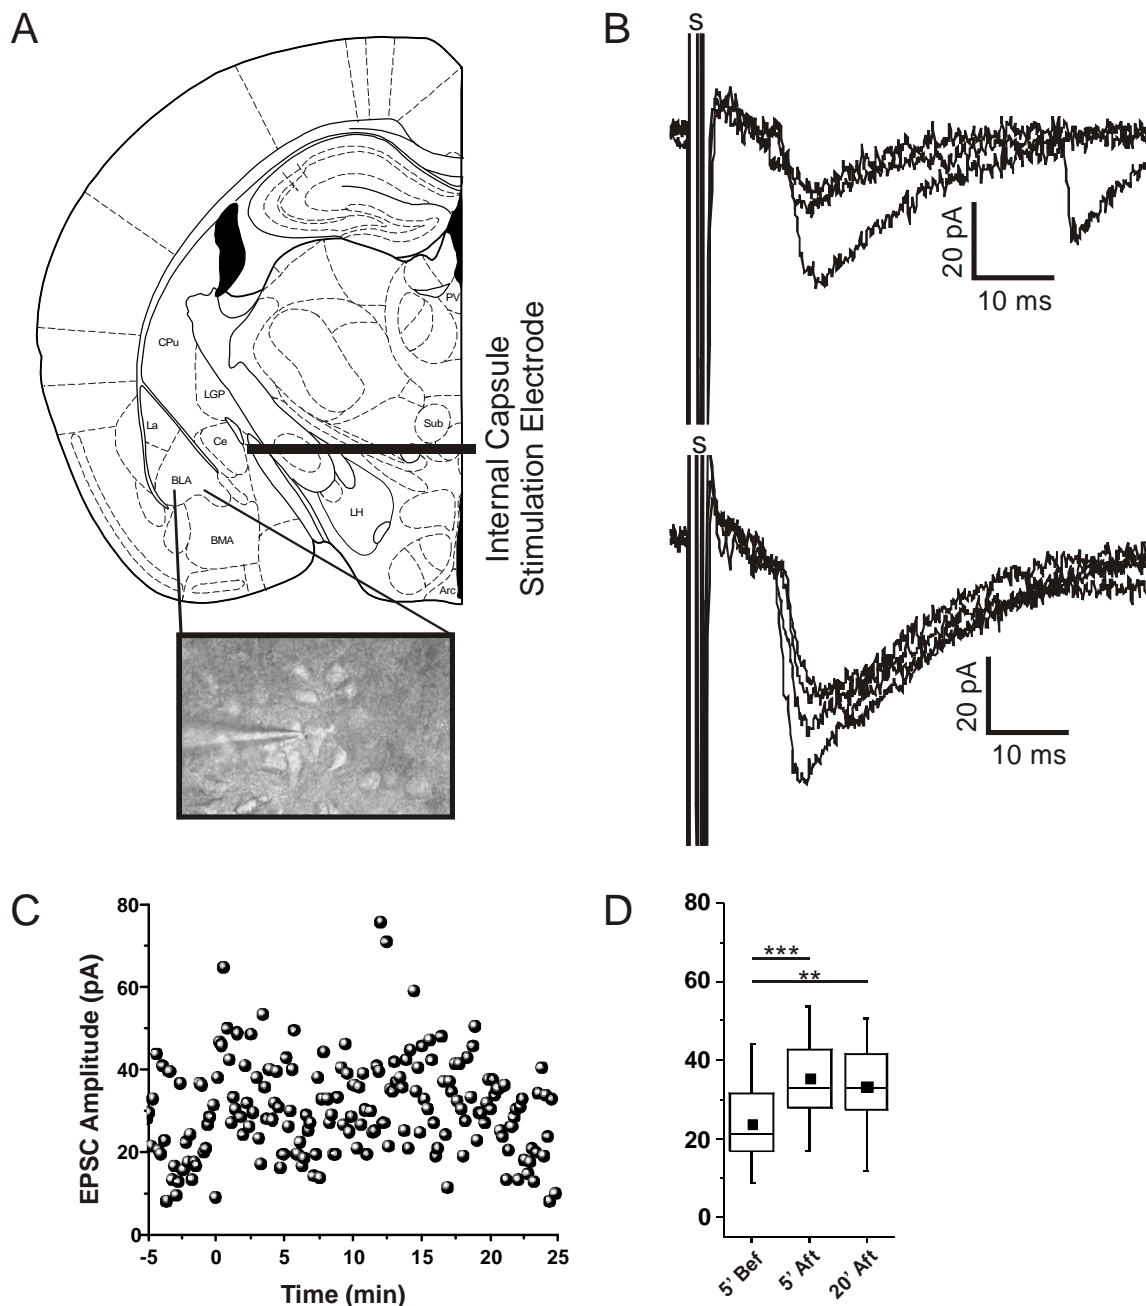 A
CPu
LGP
La
Ce
BLA
BMA
PV
Sub
LH
Arc
Internal Capsule
Stimulation Electrode
B
S
20 pA
10 ms
S
20 pA
10 ms
C
EPSC Amplitude (pA)
80
60
40
20
0
-5 0 5 10 15 20 25
Time (min)
D
80
60
40
20
0
***
**
5' Bef
5' Aft
20' Aft